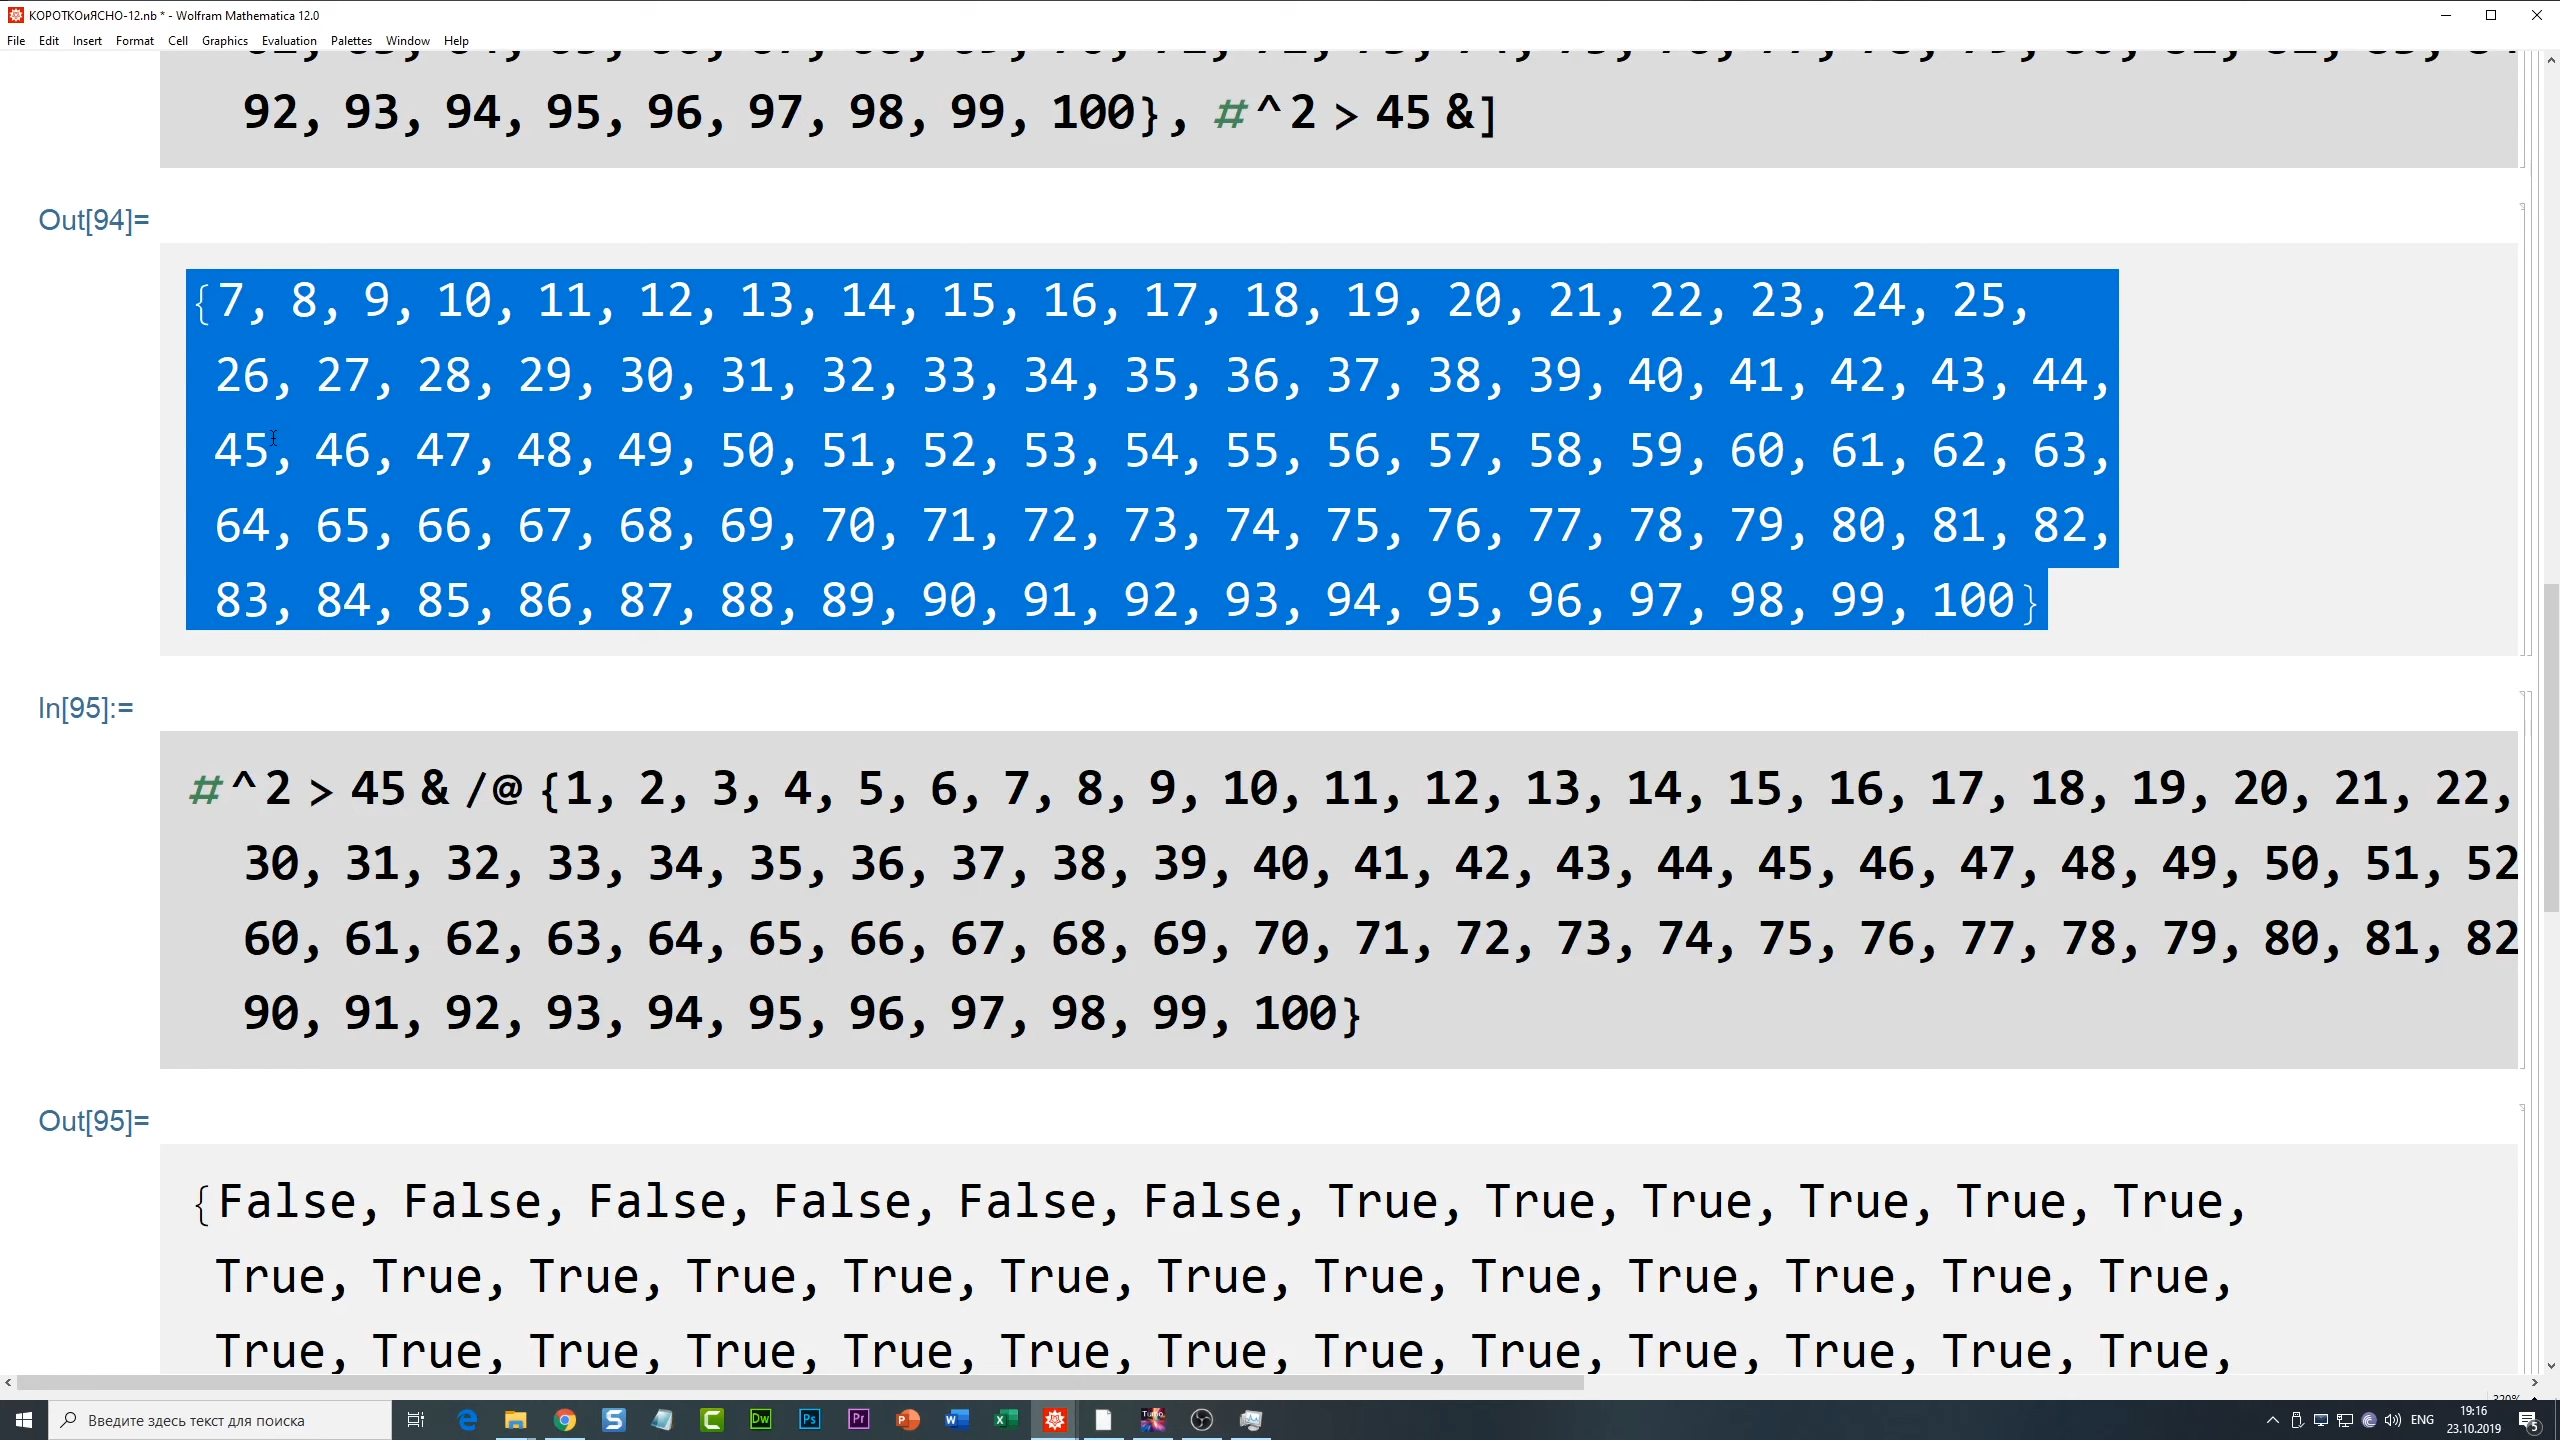 КОРОТКОиЯСНО-12.nb * - Wolfram Mathematica 12.0
File Edit Insert Format Cell Graphics Evaluation Palettes Window Help
92, 93, 94, 95, 96, 97, 98, 99, 100}, #^2 > 45 &]
Out[94]=
{7, 8, 9, 10, 11, 12, 13, 14, 15, 16, 17, 18, 19, 20, 21, 22, 23, 24, 25,
26, 27, 28, 29, 30, 31, 32, 33, 34, 35, 36, 37, 38, 39, 40, 41, 42, 43, 44,
45, 46, 47, 48, 49, 50, 51, 52, 53, 54, 55, 56, 57, 58, 59, 60, 61, 62, 63,
64, 65, 66, 67, 68, 69, 70, 71, 72, 73, 74, 75, 76, 77, 78, 79, 80, 81, 82,
83, 84, 85, 86, 87, 88, 89, 90, 91, 92, 93, 94, 95, 96, 97, 98, 99, 100}
In[95]:=
#^2 > 45 & /@ {1, 2, 3, 4, 5, 6, 7, 8, 9, 10, 11, 12, 13, 14, 15, 16, 17, 18, 19, 20, 21, 22,
30, 31, 32, 33, 34, 35, 36, 37, 38, 39, 40, 41, 42, 43, 44, 45, 46, 47, 48, 49, 50, 51, 52
60, 61, 62, 63, 64, 65, 66, 67, 68, 69, 70, 71, 72, 73, 74, 75, 76, 77, 78, 79, 80, 81, 82
90, 91, 92, 93, 94, 95, 96, 97, 98, 99, 100}
Out[95]=
{False, False, False, False, False, False, True, True, True, True, True, True,
True, True, True, True, True, True, True, True, True, True, True, True, True,
True, True, True, True, True, True, True, True, True, True, True, True, True,
Введите здесь текст для поиска
ENG
19:16
23.10.2019